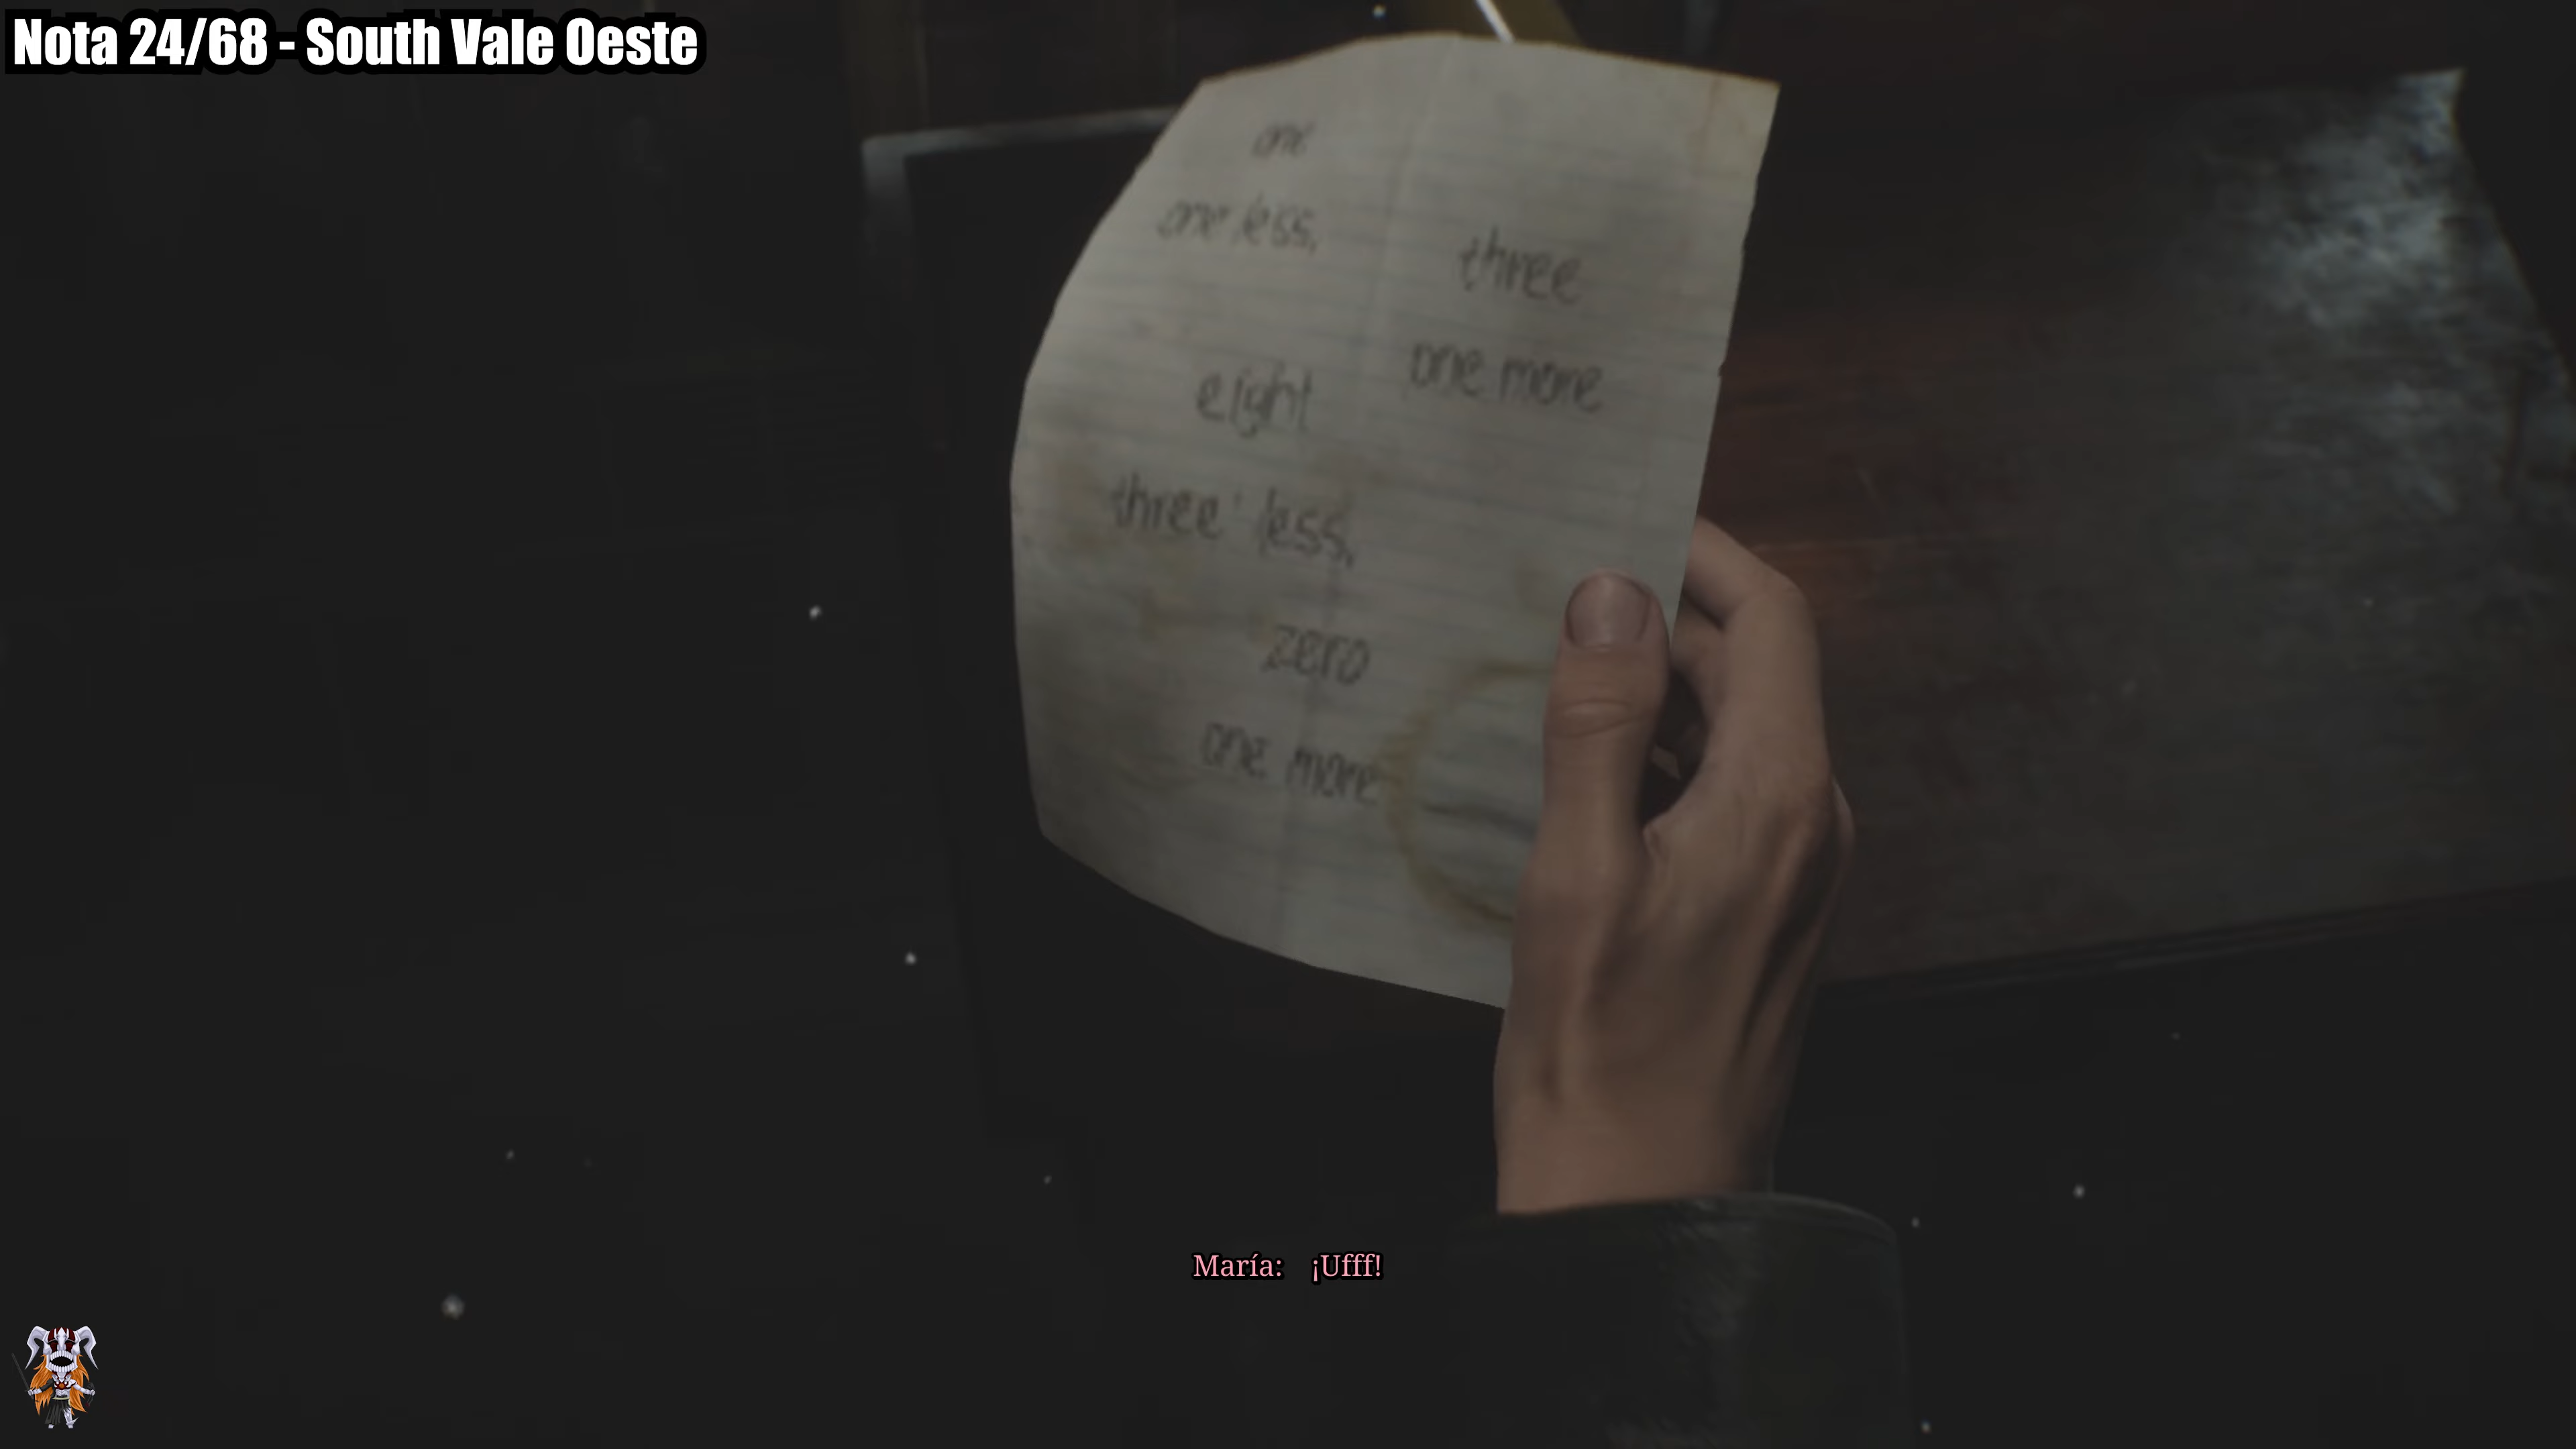 Nota 24/68 - South Vale Oeste
one
one less,
three
one more
eight
three less,
zero
one more
María: ¡Ufff!